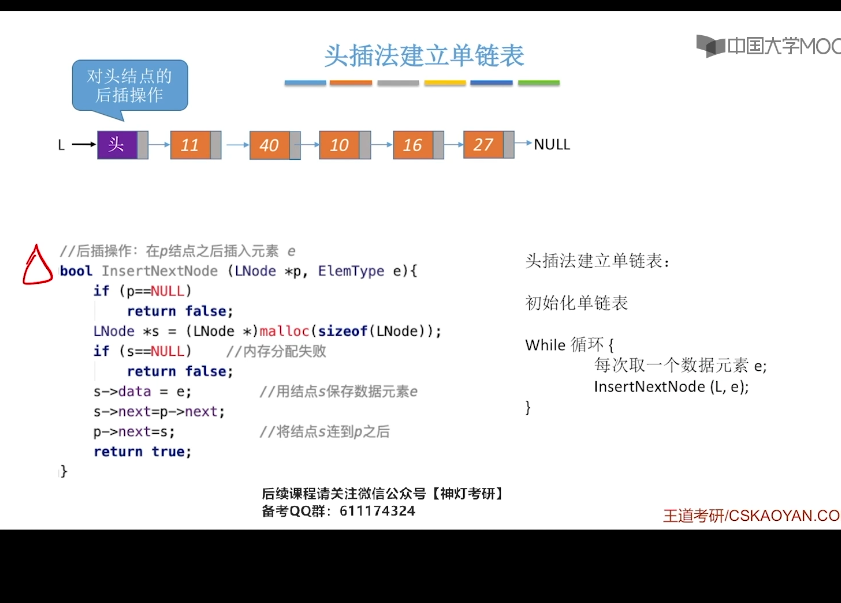 头插法建立单链表
中国大学MOO
对头结点的
后插操作
L 头 11 40 10 16 27 NULL
//后插操作：在p结点之后插入元素 e
bool InsertNextNode (LNode *p, ElemType e){
if (p==NULL)
return false;
LNode *s = (LNode *)malloc(sizeof(LNode));
if (s==NULL) //内存分配失败
return false;
s->data = e; //用结点s保存数据元素e
s->next=p->next;
p->next=s; //将结点s连到p之后
return true;
}
头插法建立单链表：
初始化单链表
While 循环 {
每次取一个数据元素 e;
InsertNextNode (L, e);
}
后续课程请关注微信公众号【神灯考研】
备考QQ群：611174324
王道考研/CSKAOYAN.CO